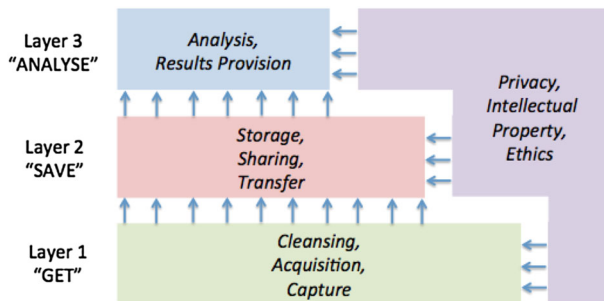 Layer 3
“ANALYSE”
Analysis,
Results Provision
Privacy,
Intellectual
Property,
Ethics
Layer 2
“SAVE”
Storage,
Sharing,
Transfer
Layer 1
“GET”
Cleansing,
Acquisition,
Capture